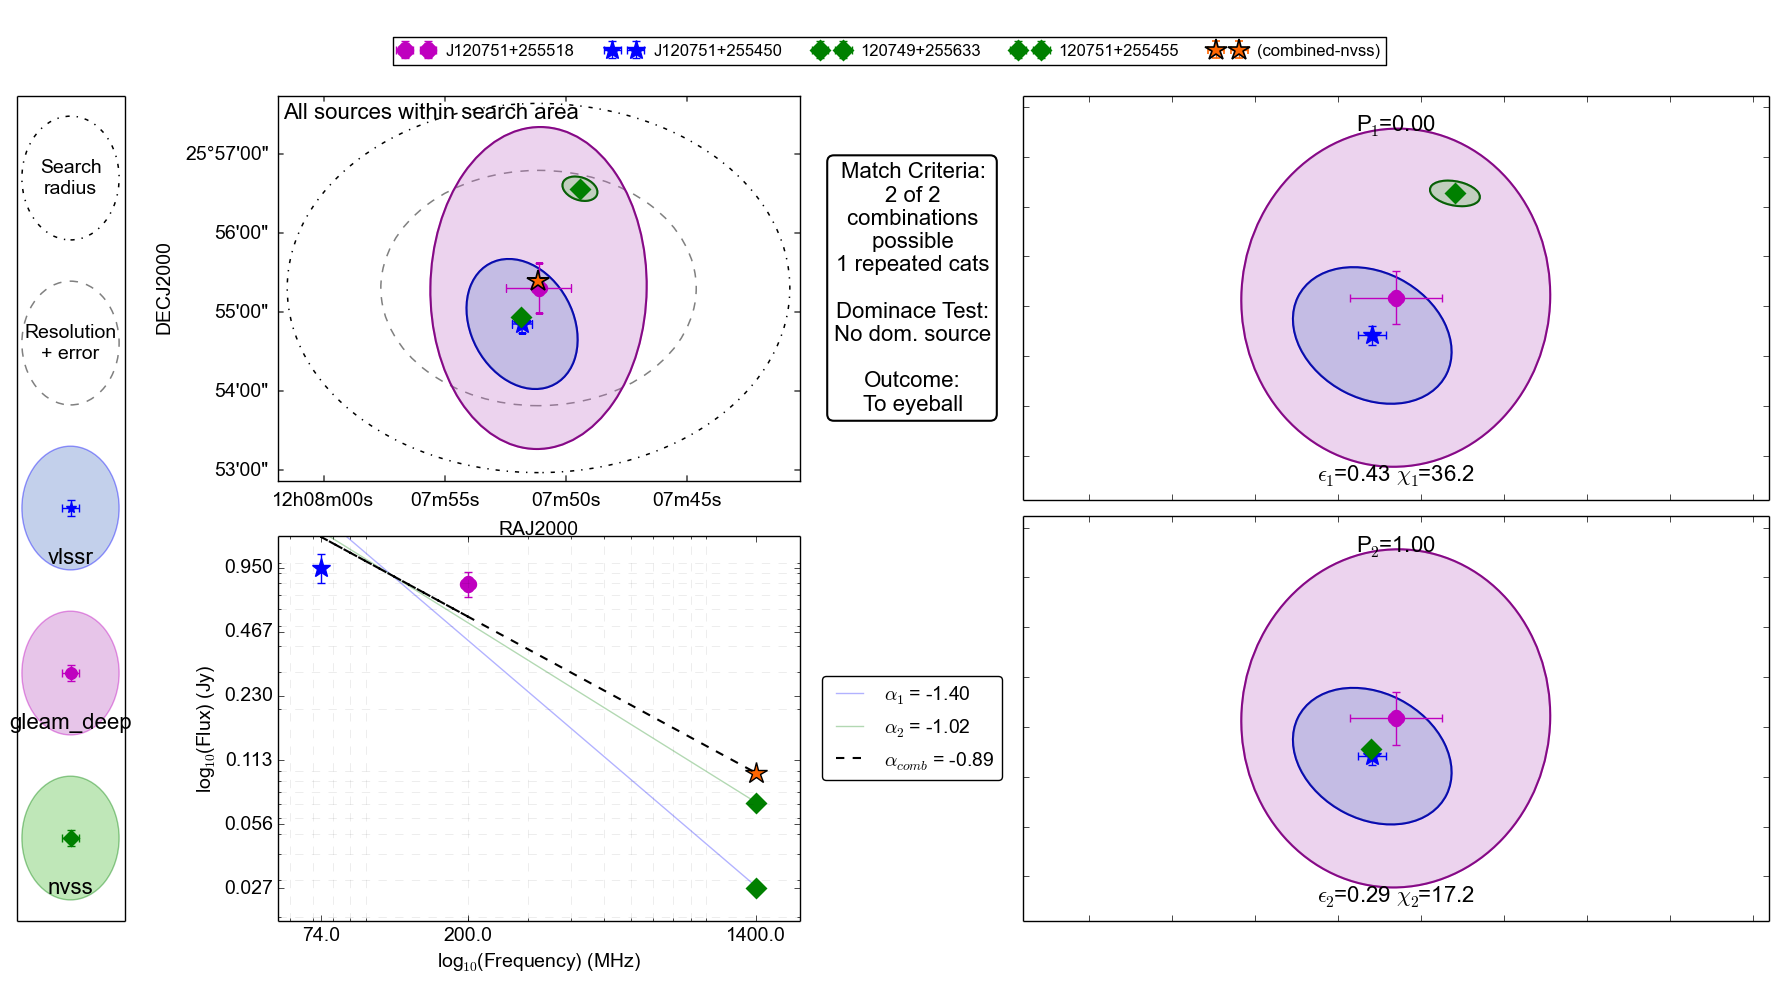 J120751+255518 J120751+255450 120749+255633 120751+255455 (combined-nvss)
Search
radius
Resolution
+ error
vlssr
gleam_deep
nvss
All sources within search area
DECJ2000
25°57'00"
56'00"
55'00"
54'00"
53'00"
12h08m00s 07m55s 07m50s 07m45s
RAJ2000
Match Criteria:
2 of 2
combinations
possible
1 repeated cats
Dominace Test:
No dom. source
Outcome:
To eyeball
P1=0.00
ϵ1=0.43 χ1=36.2
P2=1.00
ϵ2=0.29 χ2=17.2
log10(Flux) (Jy)
0.950
0.467
0.230
0.113
0.056
0.027
74.0 200.0 1400.0
log10(Frequency) (MHz)
α1 = -1.40
α2 = -1.02
αcomb = -0.89